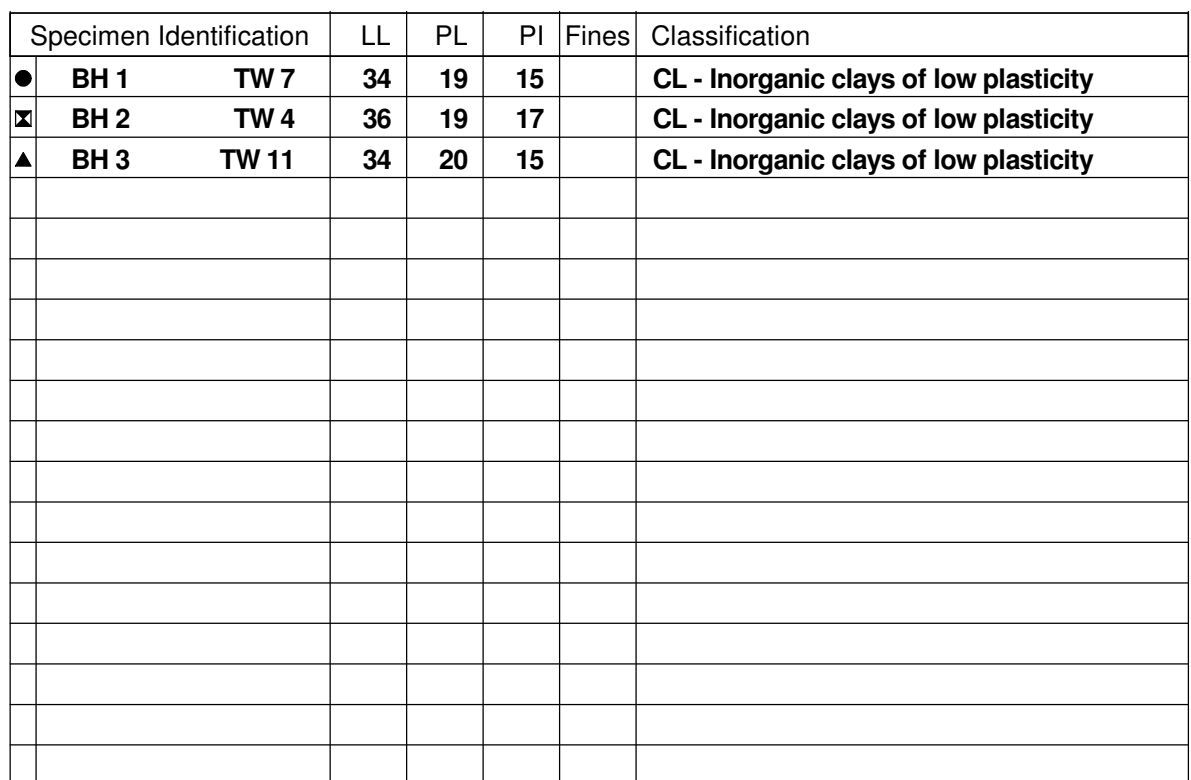 Specimen Identification LL PL PI Fines Classification
BH 1 TW 7 34 19 15 CL - Inorganic clays of low plasticity
BH 2 TW 4 36 19 17 CL - Inorganic clays of low plasticity
BH 3 TW 11 34 20 15 CL - Inorganic clays of low plasticity